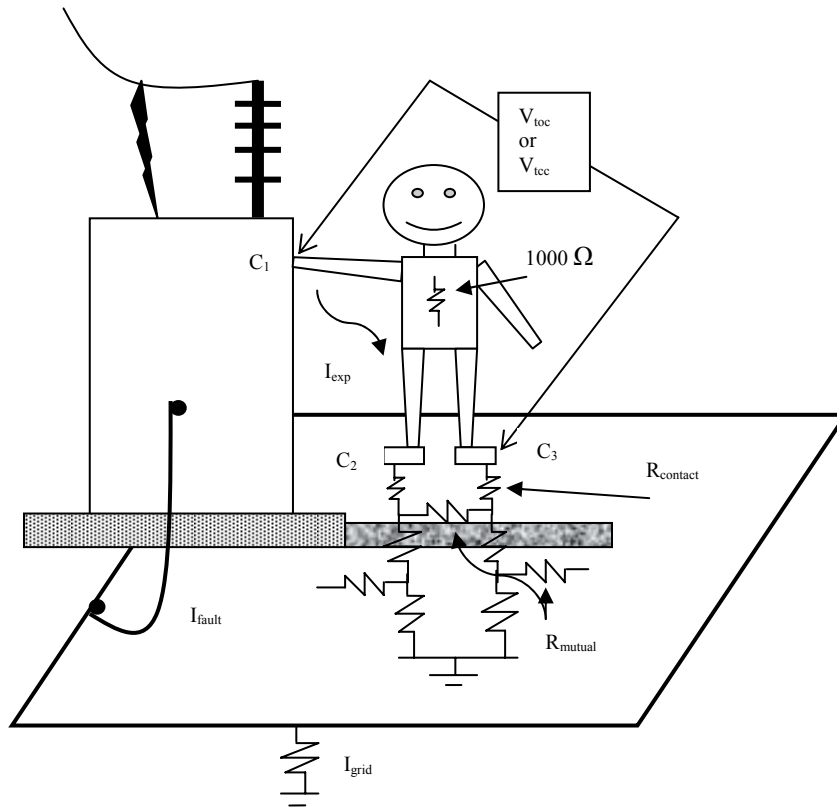 V_toc
or
V_tcc
C_1
1000 Ω
I_exp
C_2
C_3
R_contact
I_fault
R_mutual
I_grid